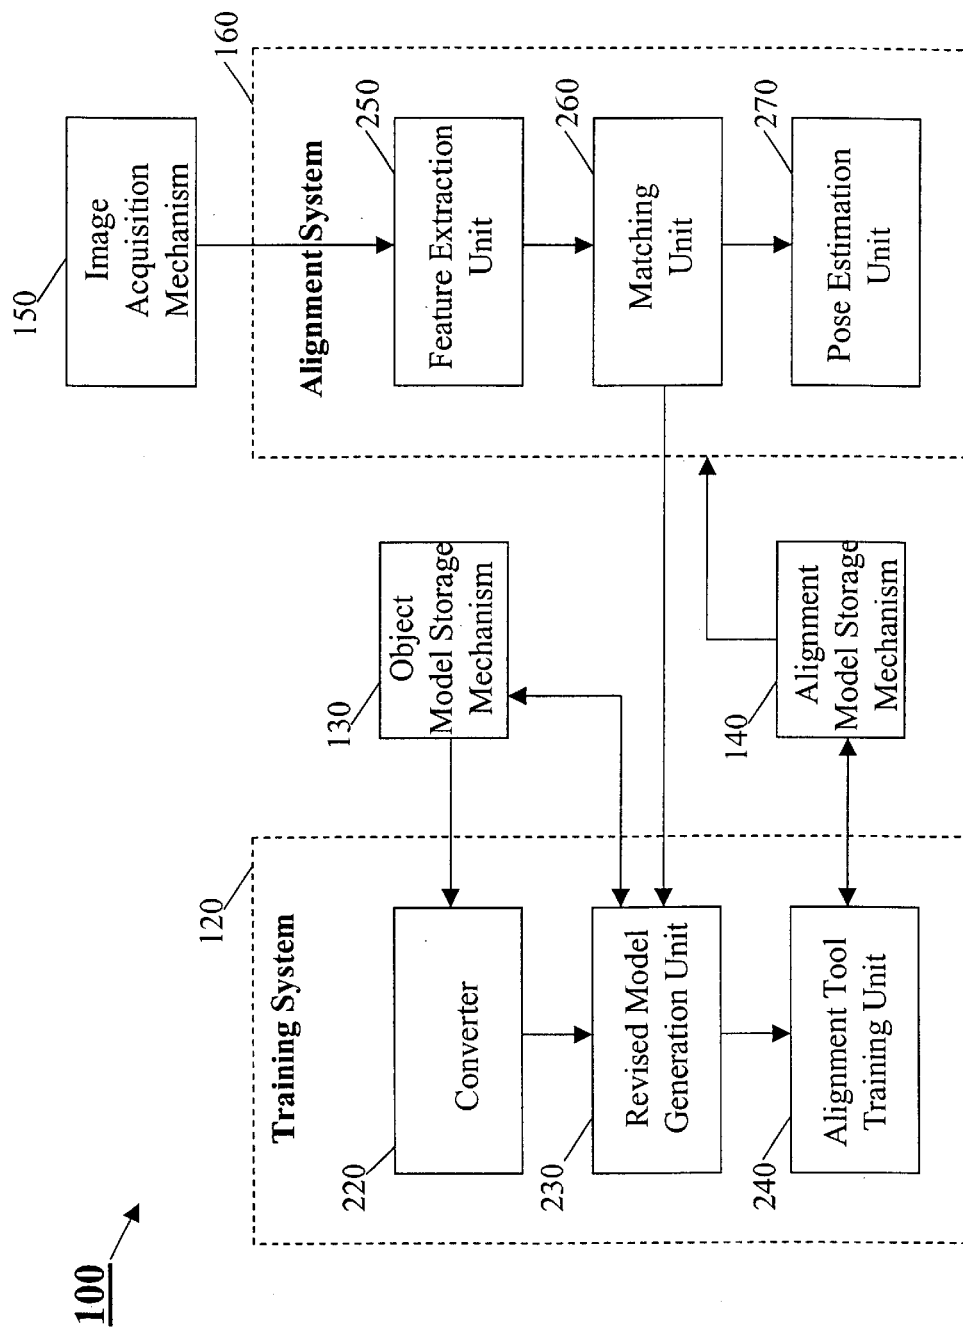 100
120
Training System
220
Converter
230
Revised Model
Generation Unit
240
Alignment Tool
Training Unit
130
Object
Model Storage
Mechanism
140
Alignment
Model Storage
Mechanism
150
Image
Acquisition
Mechanism
160
Alignment System
250
Feature Extraction
Unit
260
Matching
Unit
270
Pose Estimation
Unit